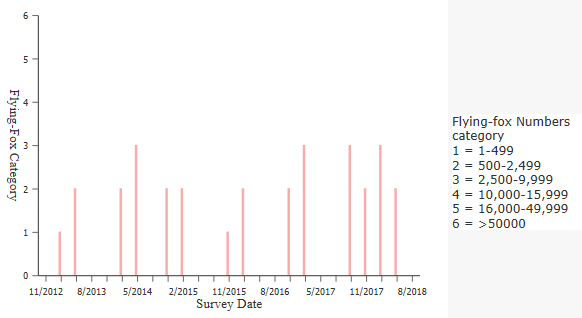 6
5
4
3
2
1
0
Flying-Fox Category
11/2012 8/2013 5/2014 2/2015 11/2015 8/2016 5/2017 11/2017 8/2018
Survey Date
Flying-fox Numbers
category
1 = 1-499
2 = 500-2,499
3 = 2,500-9,999
4 = 10,000-15,999
5 = 16,000-49,999
6 = >50000